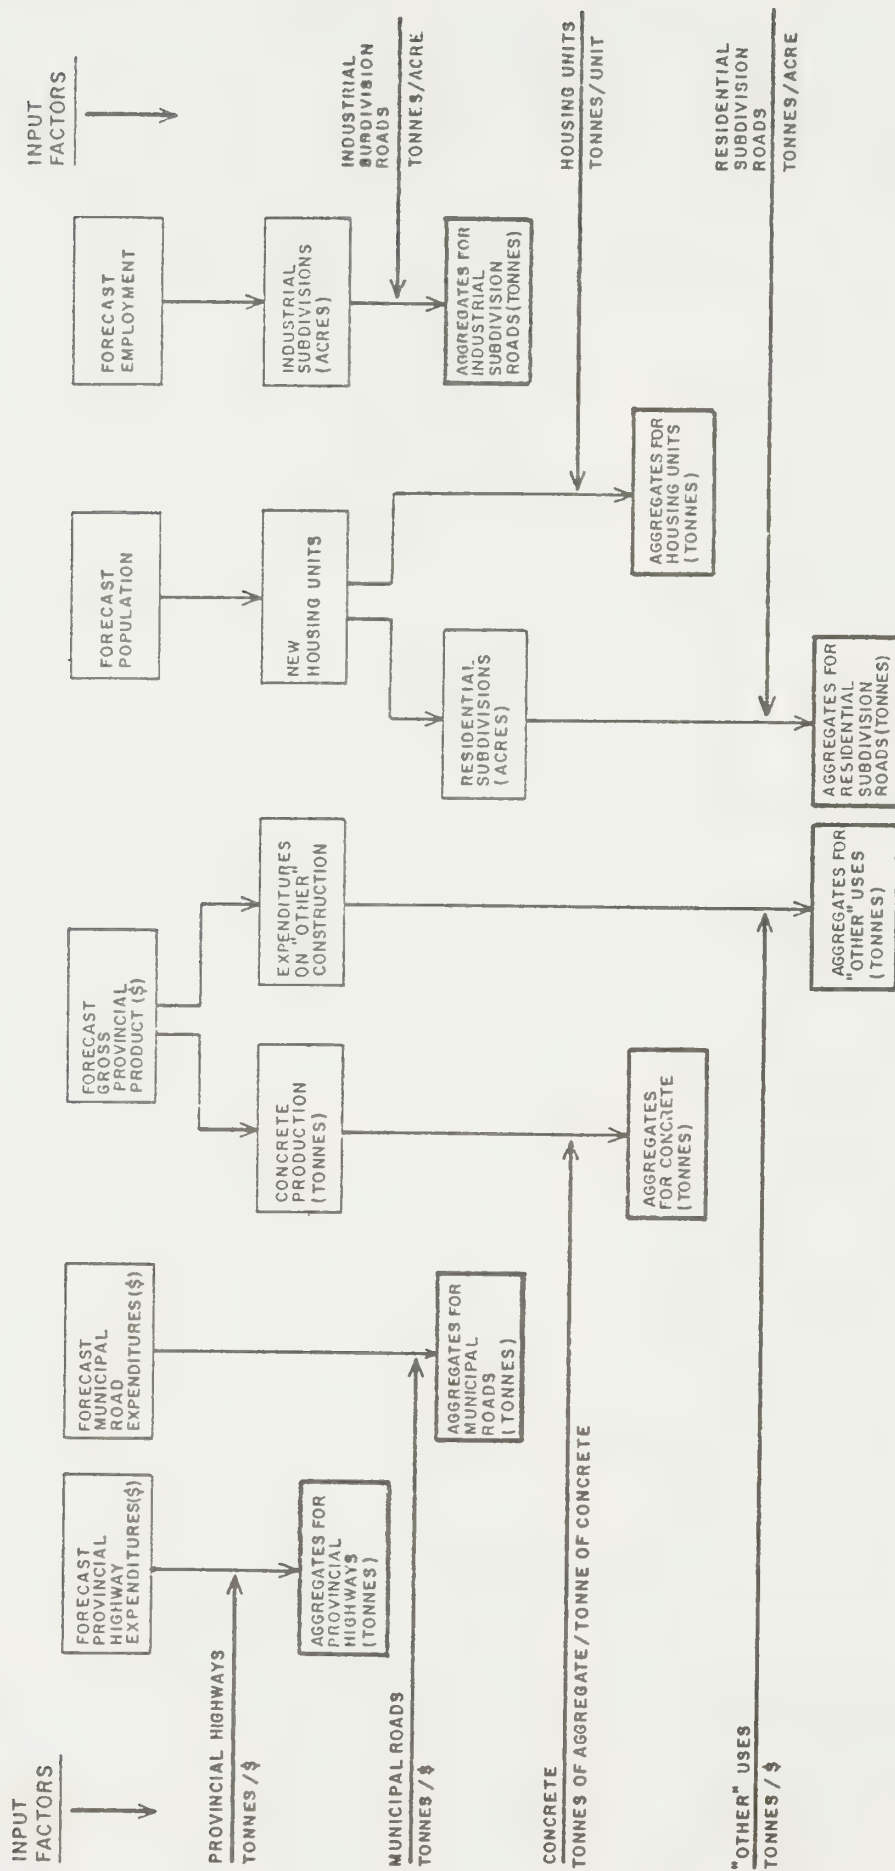 INPUT
FACTORS
FORECAST
PROVINCIAL
HIGHWAY
EXPENDITURES($)
FORECAST
MUNICIPAL
ROAD
EXPENDITURES($)
FORECAST
GROSS
PROVINCIAL
PRODUCT ($)
FORECAST
POPULATION
FORECAST
EMPLOYMENT
INPUT
FACTORS
PROVINCIAL HIGHWAYS
TONNES / $
CONCRETE
PRODUCTION
(TONNES)
EXPENDITURES
ON "OTHER"
CONSTRUCTION
NEW
HOUSING UNITS
INDUSTRIAL
SUBDIVISIONS
(ACRES)
AGGREGATES FOR
PROVINCIAL
HIGHWAYS
(TONNES)
INDUSTRIAL
SUBDIVISION
ROADS
TONNES/ACRE
MUNICIPAL ROADS
TONNES / $
AGGREGATES FOR
MUNICIPAL
ROADS
(TONNES)
RESIDENTIAL
SUBDIVISIONS
(ACRES)
AGGREGATES FOR
INDUSTRIAL
SUBDIVISION
ROADS(TONNES)
CONCRETE
TONNES OF AGGREGATE/TONNE OF CONCRETE
HOUSING UNITS
TONNES/UNIT
AGGREGATES
FOR CONCRETE
(TONNES)
AGGREGATES FOR
HOUSING UNITS
(TONNES)
"OTHER" USES
TONNES / $
RESIDENTIAL
SUBDIVISION
ROADS
TONNES/ACRE
AGGREGATES FOR
"OTHER" USES
(TONNES)
AGGREGATES FOR
RESIDENTIAL
SUBDIVISION
ROADS(TONNES)